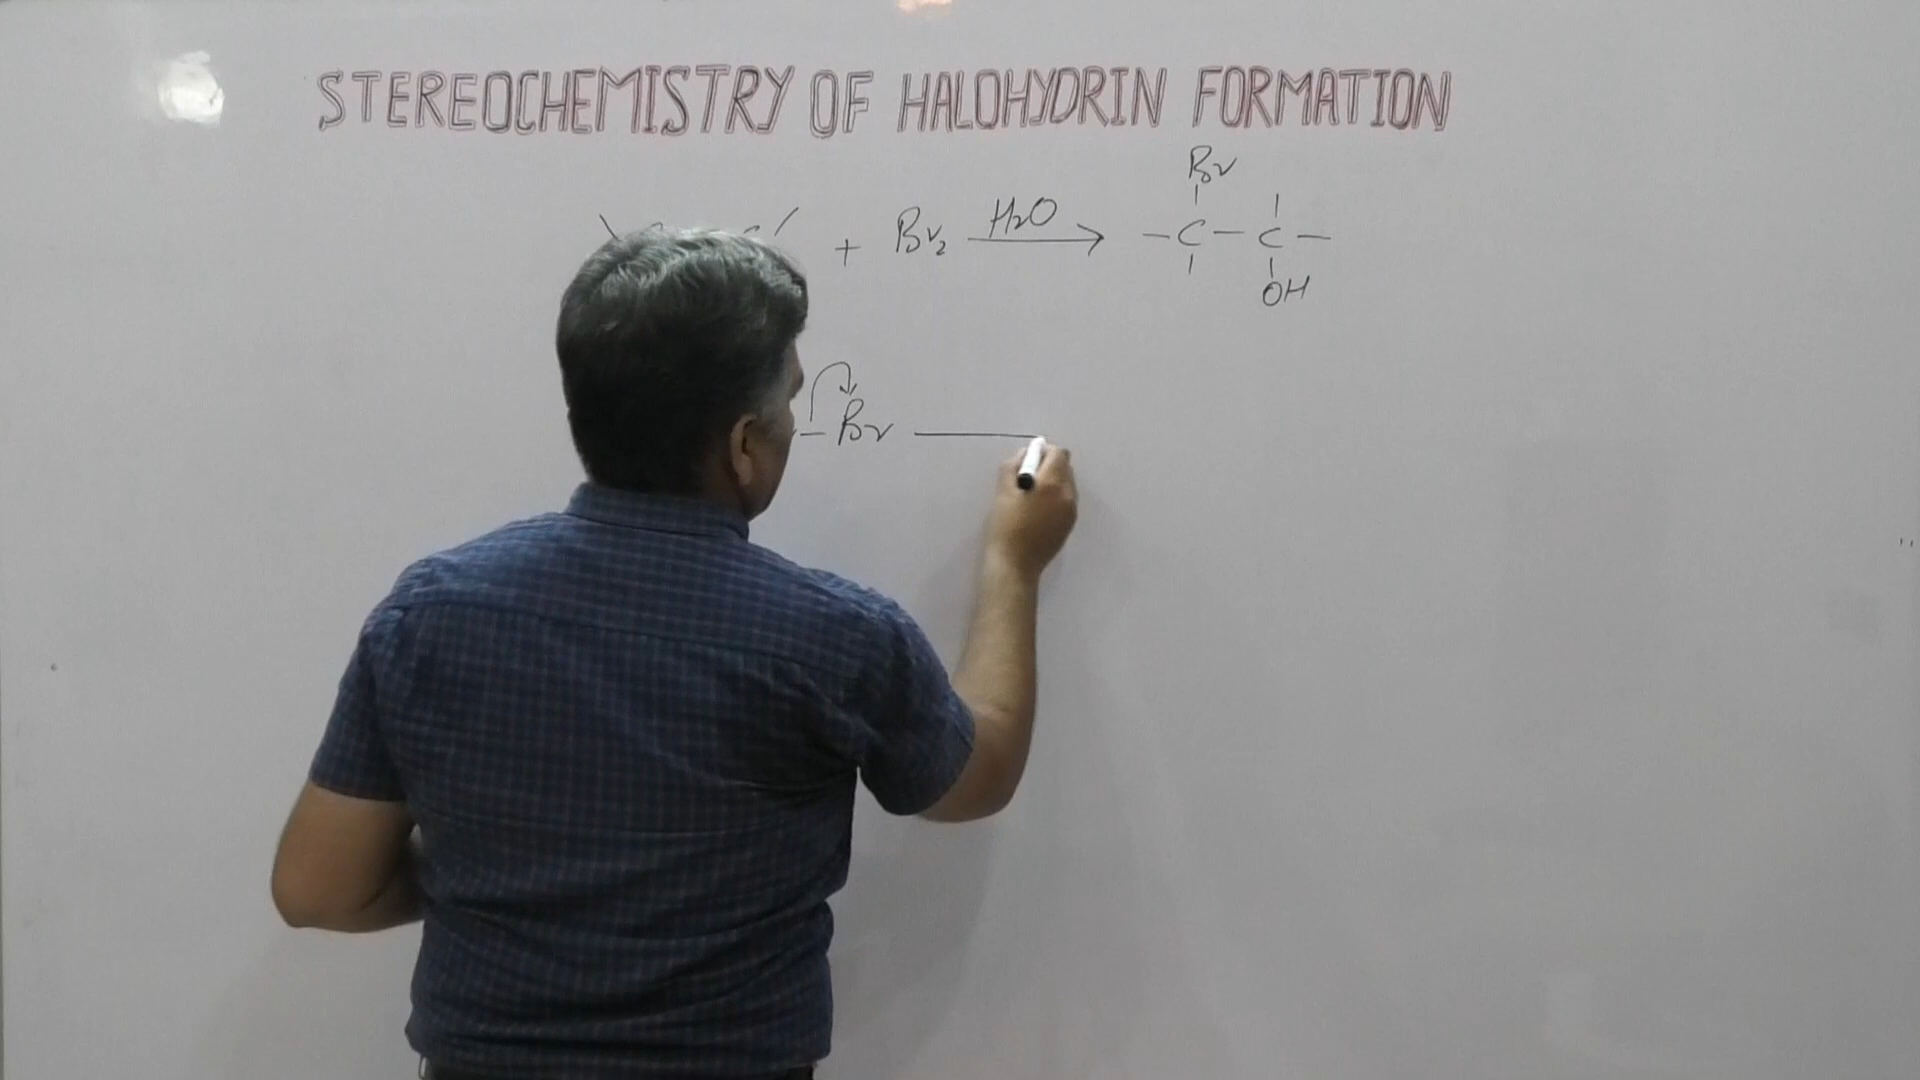 STEREOCHEMISTRY OF HALOHYDRIN FORMATION
Br
+ Br₂ H₂O → — C — C —
OH
— Br